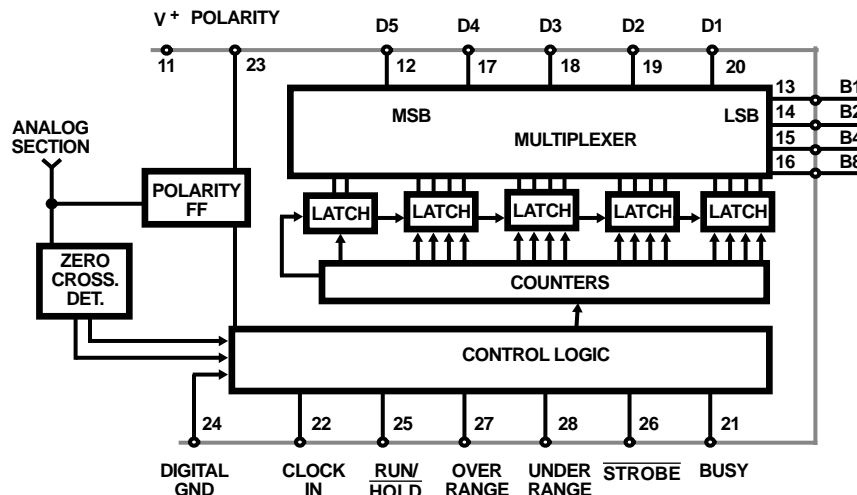 V+ POLARITY D5 D4 D3 D2 D1
11 23 12 17 18 19 20
13 B1
14 B2
15 B4
16 B8
MSB LSB
MULTIPLEXER
ANALOG
SECTION
POLARITY
FF
LATCH LATCH LATCH LATCH LATCH
ZERO
CROSS.
DET.
COUNTERS
CONTROL LOGIC
24 22 25 27 28 26 21
DIGITAL
GND
CLOCK
IN
RUN/
HOLD
OVER
RANGE
UNDER
RANGE
STROBE
BUSY